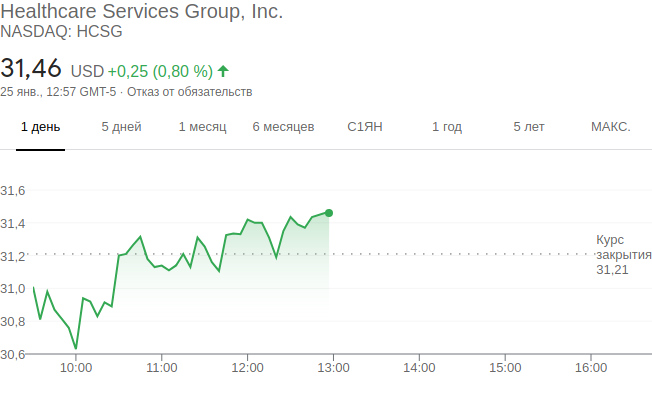 Healthcare Services Group, Inc.
NASDAQ: HCSG
31,46 USD +0,25 (0,80 %)
25 янв., 12:57 GMT-5 · Отказ от обязательств
1 день 5 дней 1 месяц 6 месяцев С1ЯН 1 год 5 лет МАКС.
31,6
31,4
Курс
31,2 закрытия
31,21
31,0
30,8
30,6
10:00 11:00 12:00 13:00 14:00 15:00 16:00